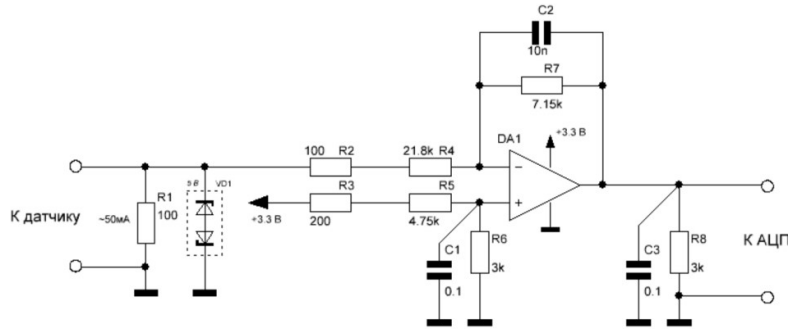 C2
10n
R7
7.15k
DA1
+3.3 В
100 R2
21.8k R4
R1
100
~50мА
5 В
VD1
К датчику
+3.3 В
R3
200
R5
4.75k
−
+
C1
0.1
R6
3k
C3
0.1
R8
3k
К АЦП